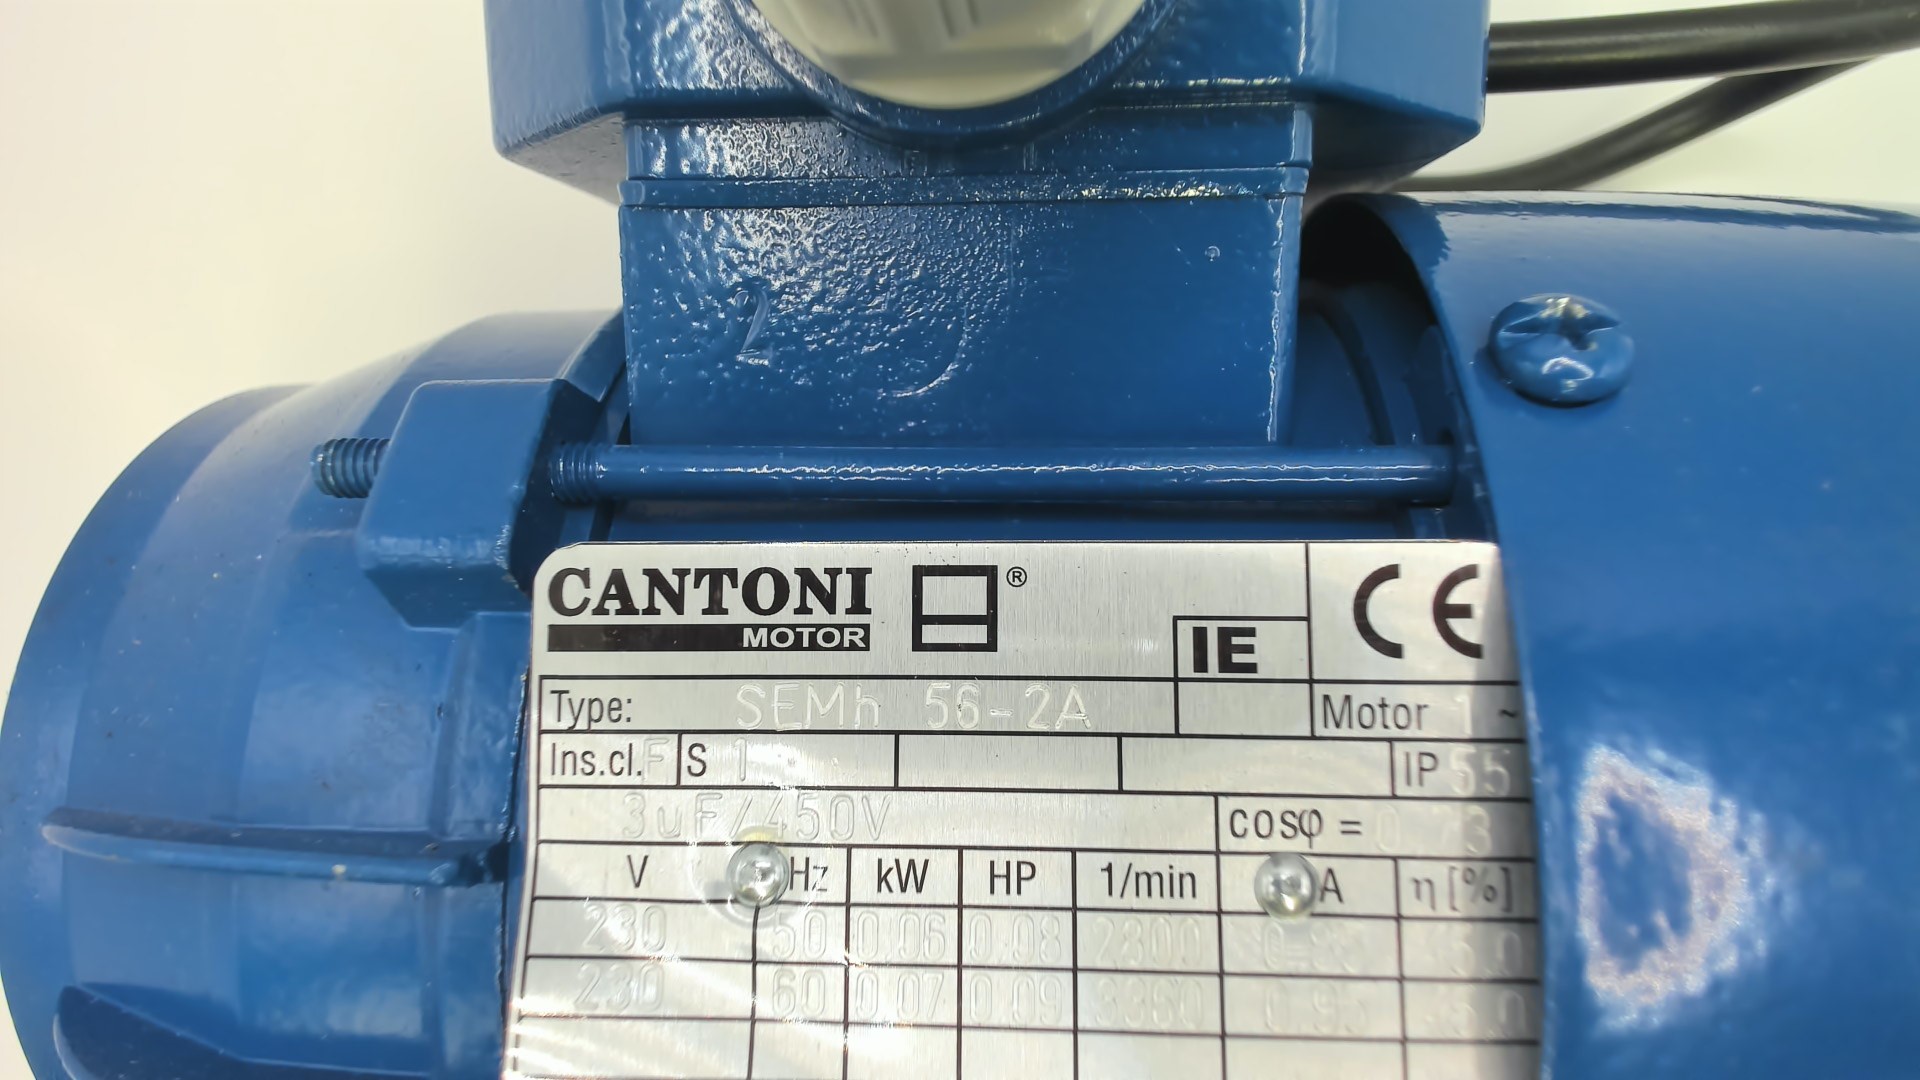 2
CANTONI ®
MOTOR
IE
CE
Type: SEMh 56-2A
Motor 1~
Ins.cl. F S 1 IP 55
3uF/450V cosφ =
V Hz kW HP 1/min A η[%]
230 50 0.06 0.08 2800
230 60 0.07 0.09 3360 0.95